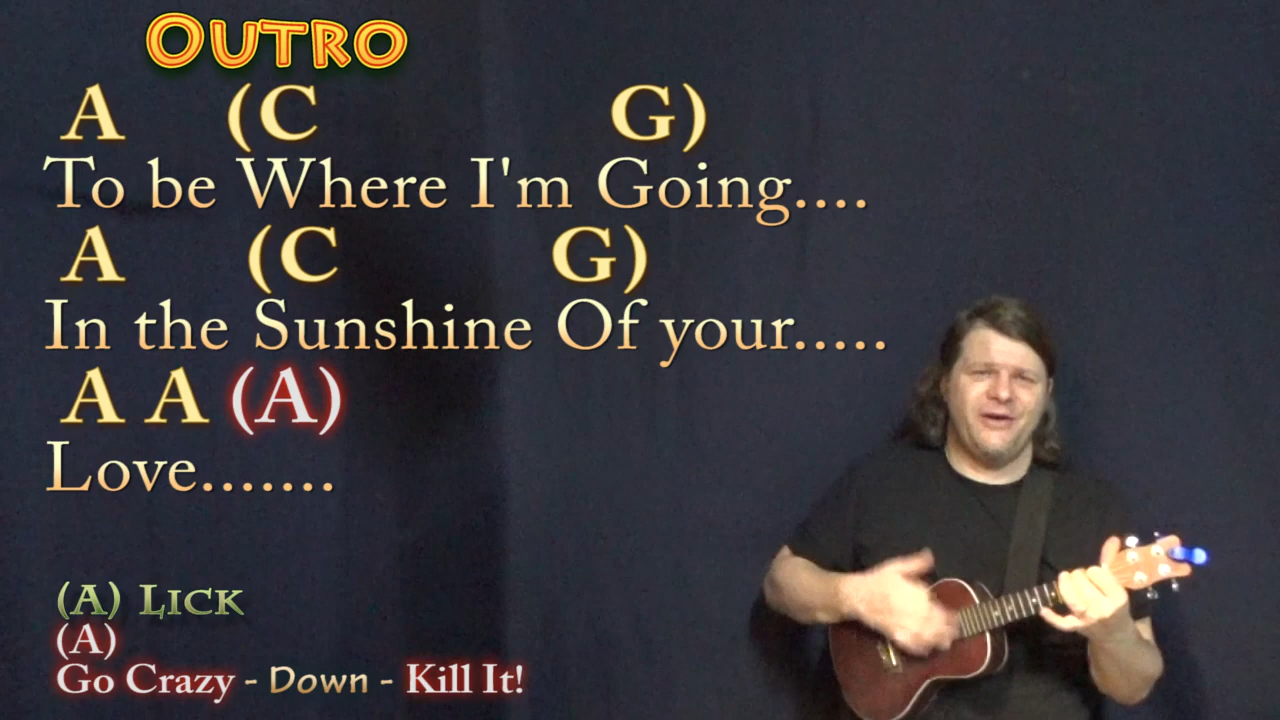 OUTRO
A (C G)
To be Where I'm Going....
A (C G)
In the Sunshine Of your.....
A A (A)
Love.......
(A) LICK
(A)
Go Crazy - Down - Kill It!